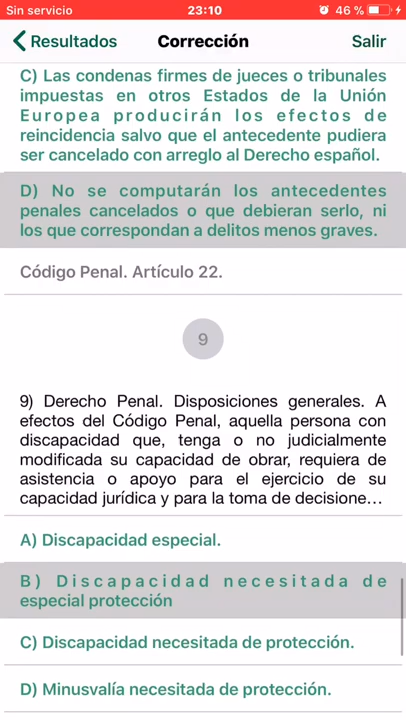 Sin servicio 23:10 46 %
Resultados Corrección Salir
C) Las condenas firmes de jueces o tribunales
impuestas en otros Estados de la Unión
Europea producirán los efectos de
reincidencia salvo que el antecedente pudiera
ser cancelado con arreglo al Derecho español.
D) No se computarán los antecedentes
penales cancelados o que debieran serlo, ni
los que correspondan a delitos menos graves.
Código Penal. Artículo 22.
9
9) Derecho Penal. Disposiciones generales. A
efectos del Código Penal, aquella persona con
discapacidad que, tenga o no judicialmente
modificada su capacidad de obrar, requiera de
asistencia o apoyo para el ejercicio de su
capacidad jurídica y para la toma de decisione...
A) Discapacidad especial.
B) Discapacidad necesitada de
especial protección
C) Discapacidad necesitada de protección.
D) Minusvalía necesitada de protección.